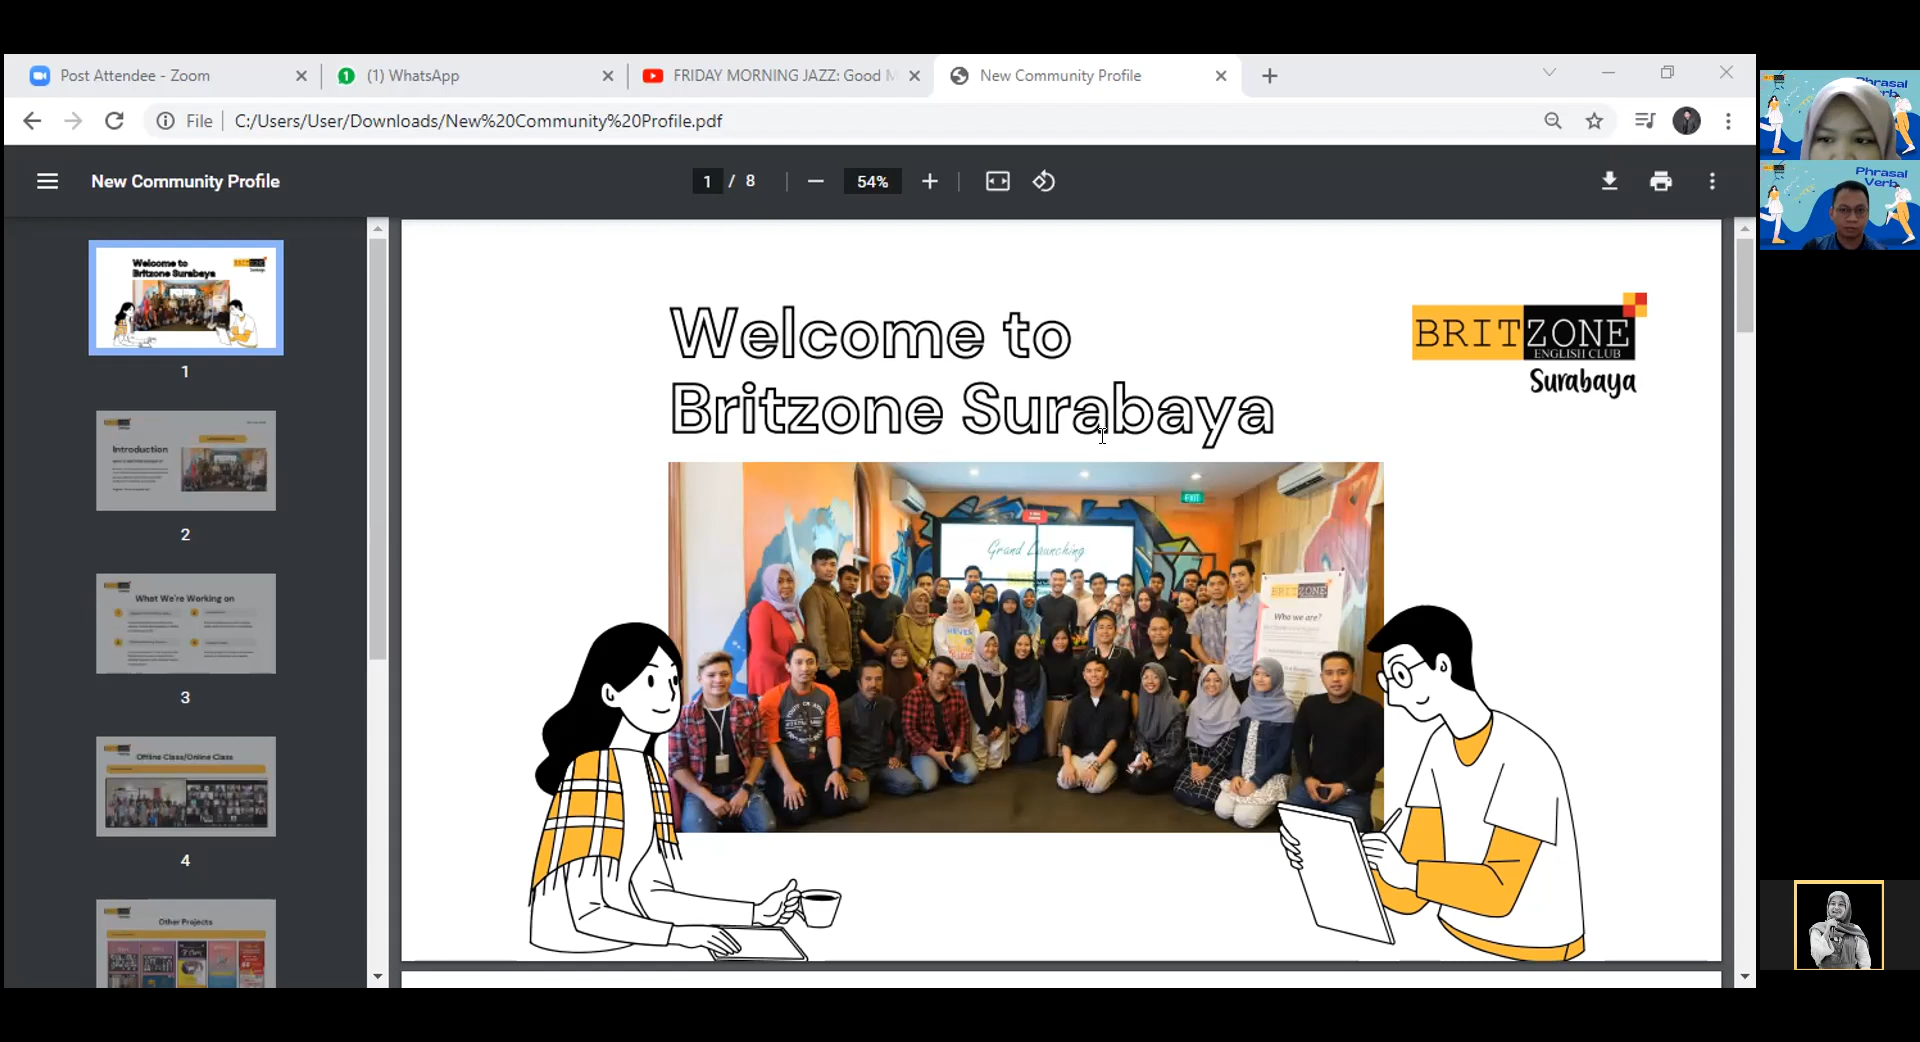 Post Attendee - Zoom
1
(1) WhatsApp
FRIDAY MORNING JAZZ: Good M
New Community Profile
File
C:/Users/User/Downloads/New%20Community%20Profile.pdf
New Community Profile
1 / 8
54%
Welcome to
Britzone Surabaya
1
Introduction
2
What We're Working on
3
Offline Class/Online Class
4
Other Projects
Welcome to
Britzone Surabaya
BRITZONE
ENGLISH CLUB
Surabaya
EXIT
Grand Launching
BRITZONE
Who we are?
Phrasal
Verb
Phrasal
Verb